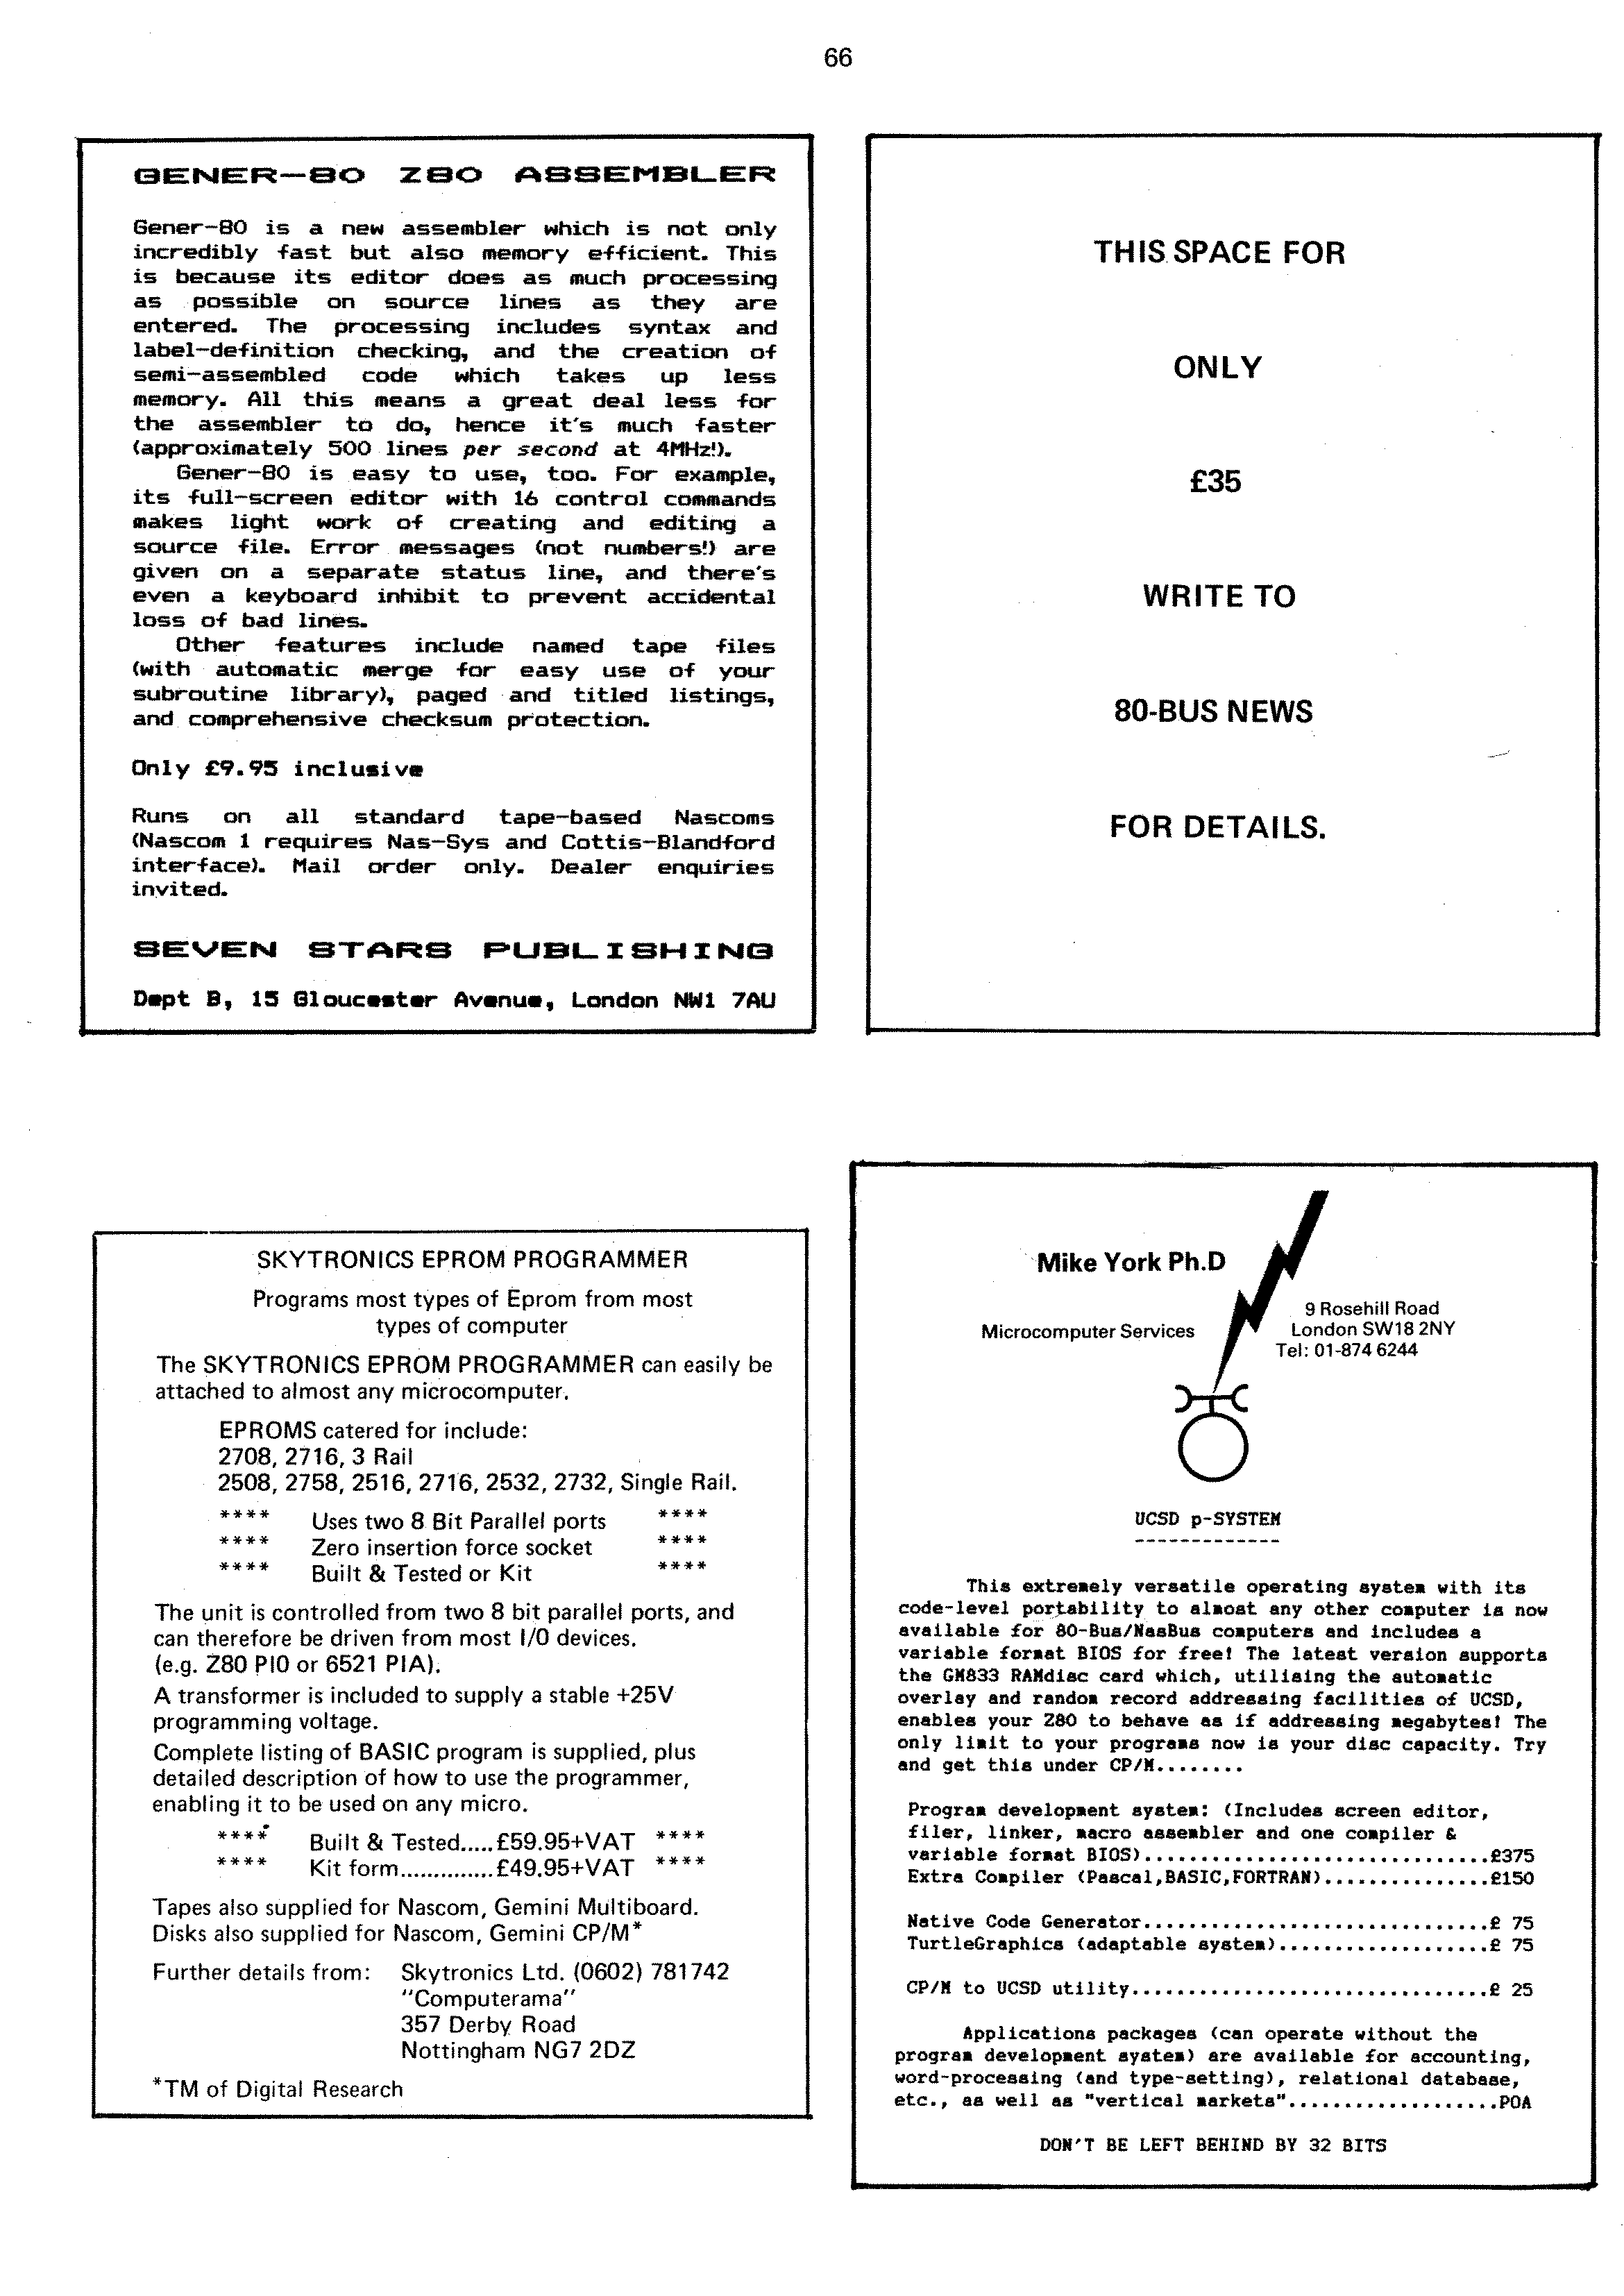 66
GENER-80 Z80 ASSEMBLER
Gener-80 is a new assembler which is not only
incredibly fast but also memory efficient. This
is because its editor does as much processing
as possible on source lines as they are
entered. The processing includes syntax and
label-definition checking, and the creation of
semi-assembled code which takes up less
memory. All this means a great deal less for
the assembler to do, hence it's much faster
(approximately 500 lines per second at 4MHz!).
Gener-80 is easy to use, too. For example,
its full-screen editor with 16 control commands
makes light work of creating and editing a
source file. Error messages (not numbers!) are
given on a separate status line, and there's
even a keyboard inhibit to prevent accidental
loss of bad lines.
Other features include named tape files
(with automatic merge for easy use of your
subroutine library), paged and titled listings,
and comprehensive checksum protection.
Only £9.95 inclusive
Runs on all standard tape-based Nascoms
(Nascom 1 requires Nas-Sys and Cottis-Blandford
interface). Mail order only. Dealer enquiries
invited.
SEVEN STARS PUBLISHING
Dept B, 15 Gloucester Avenue, London NW1 7AU
THIS SPACE FOR
ONLY
£35
WRITE TO
80-BUS NEWS
FOR DETAILS.
SKYTRONICS EPROM PROGRAMMER
Programs most types of Eprom from most
types of computer
The SKYTRONICS EPROM PROGRAMMER can easily be
attached to almost any microcomputer.
EPROMS catered for include:
2708, 2716, 3 Rail
2508, 2758, 2516, 2716, 2532, 2732, Single Rail.
**** Uses two 8 Bit Parallel ports ****
**** Zero insertion force socket ****
**** Built & Tested or Kit ****
The unit is controlled from two 8 bit parallel ports, and
can therefore be driven from most I/0 devices.
(e.g. Z80 PI0 or 6521 PIA).
A transformer is included to supply a stable +25V
programming voltage.
Complete listing of BASIC program is supplied, plus
detailed description of how to use the programmer,
enabling it to be used on any micro.
**** Built & Tested.....£59.95+VAT ****
**** Kit form..............£49.95+VAT ****
Tapes also supplied for Nascom, Gemini Multiboard.
Disks also supplied for Nascom, Gemini CP/M*
Further details from: Skytronics Ltd. (0602) 781742
"Computerama"
357 Derby Road
Nottingham NG7 2DZ
*TM of Digital Research
Mike York Ph.D
Microcomputer Services
9 Rosehill Road
London SW18 2NY
Tel: 01-874 6244
UCSD p-SYSTEM
-------------
This extremely versatile operating system with its
code-level portability to almost any other computer is now
available for 80-Bus/NasBus computers and includes a
variable format BIOS for free! The latest version supports
the GM833 RAMdisc card which, utilising the automatic
overlay and random record addressing facilities of UCSD,
enables your Z80 to behave as if addressing megabytes! The
only limit to your programs now is your disc capacity. Try
and get this under CP/M........
Program development system: (Includes screen editor,
filer, linker, macro assembler and one compiler &
variable format BIOS)...............................£375
Extra Compiler (Pascal,BASIC,FORTRAN)...............£150
Native Code Generator...............................£ 75
TurtleGraphics (adaptable system)...................£ 75
CP/M to UCSD utility................................£ 25
Applications packages (can operate without the
program development system) are available for accounting,
word-processing (and type-setting), relational database,
etc., as well as "vertical markets"...................POA
DON'T BE LEFT BEHIND BY 32 BITS